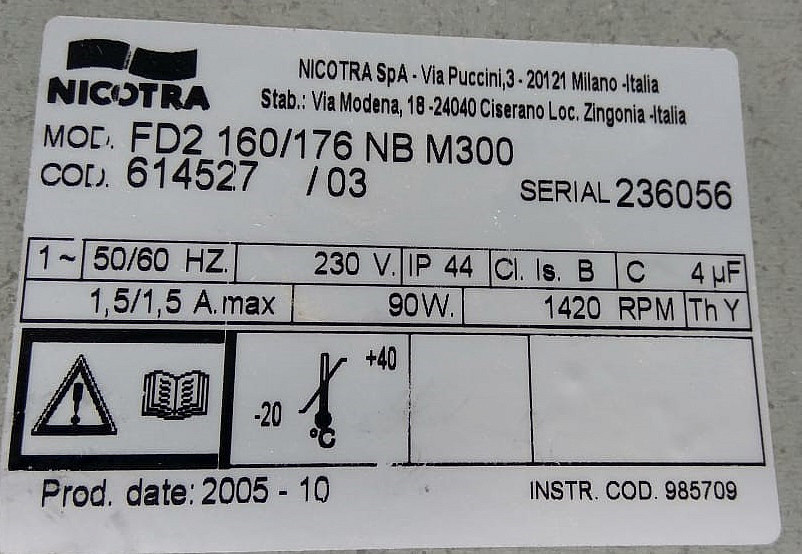 NICOTRA
NICOTRA SpA - Via Puccini,3 - 20121 Milano -Italia
Stab.: Via Modena, 18 -24040 Ciserano Loc. Zingonia -Italia
MOD. FD2 160/176 NB M300
COD. 614527 / 03 SERIAL 236056
1~ 50/60 HZ. 230 V. IP 44 Cl. Is. B C 4 µF
1,5/1,5 A.max 90W. 1420 RPM Th Y
-20 +40
°C
Prod. date: 2005 - 10 INSTR. COD. 985709